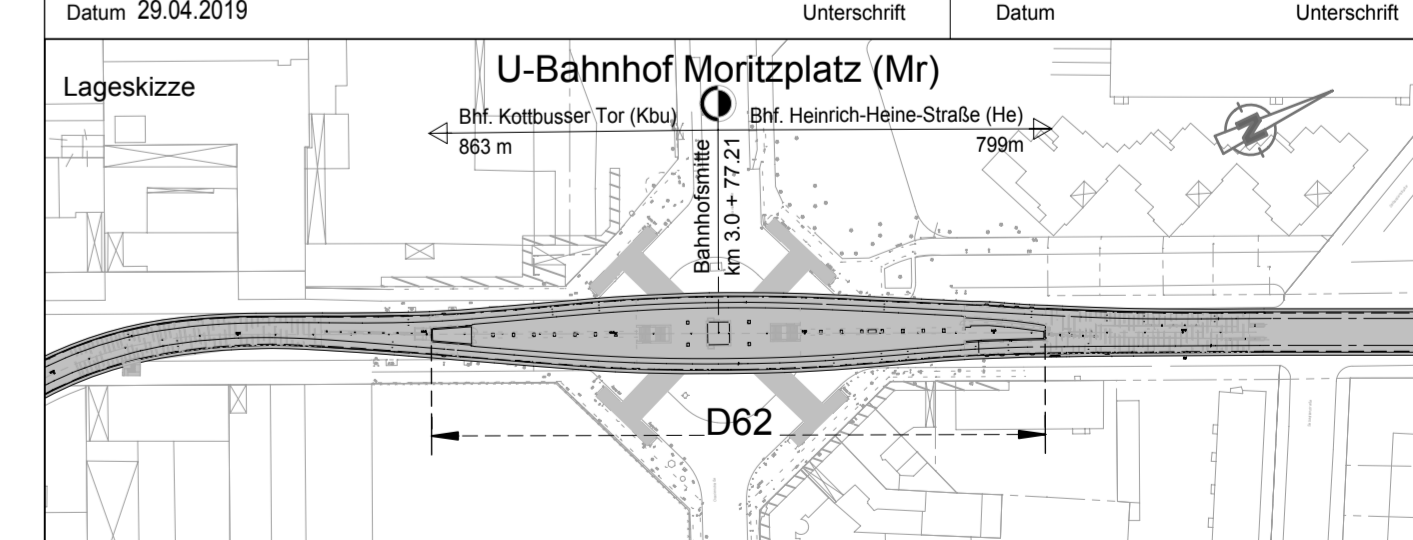 Datum 29.04.2019 Unterschrift Datum Unterschrift
Lageskizze
U-Bahnhof Moritzplatz (Mr)
Bhf. Kottbusser Tor (Kbu) Bhf. Heinrich-Heine-Straße (He)
863 m 799m
N
Bahnhofsmitte
km 3.0 + 77.21
D62